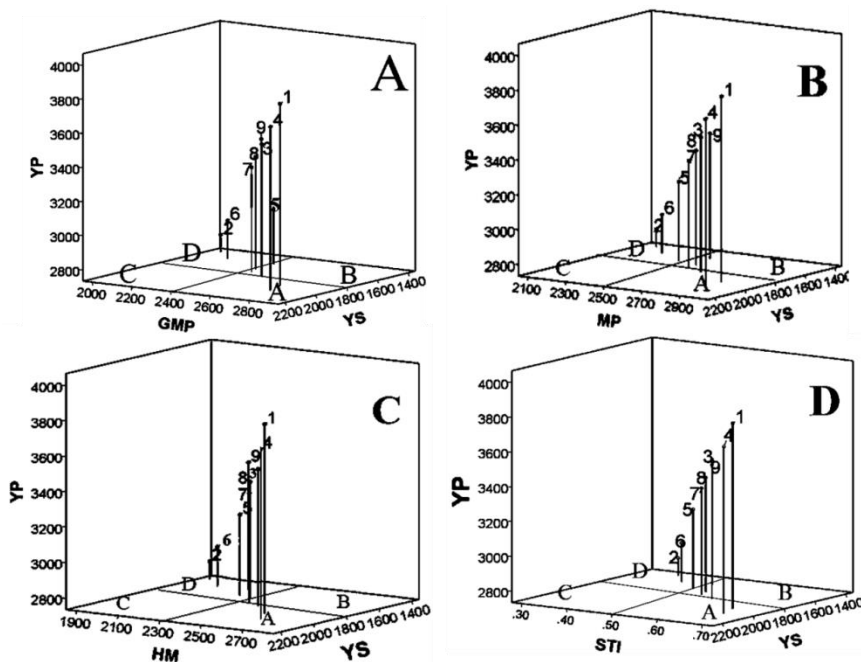 A
4000
3800
3600
3400
3200
3000
2800
YP
1
4
9
3
8
7
5
6
2
D
C
B
A
2000 2200 2400 2600 2800
GMP
2200 2000 1800 1600 1400
YS
B
4000
3800
3600
3400
3200
3000
2800
YP
1
4
3
9
8
7
5
6
2
D
C
B
A
2100 2300 2500 2700 2900
MP
2200 2000 1800 1600 1400
YS
C
4000
3800
3600
3400
3200
3000
2800
YP
1
4
9
3
8
7
5
6
2
D
C
B
A
1900 2100 2300 2500 2700
HM
2200 2000 1800 1600 1400
YS
D
4000
3800
3600
3400
3200
3000
2800
YP
1
4
3
9
8
7
5
6
2
D
C
B
A
.30 .40 .50 .60 .70
STI
2200 2000 1800 1600 1400
YS